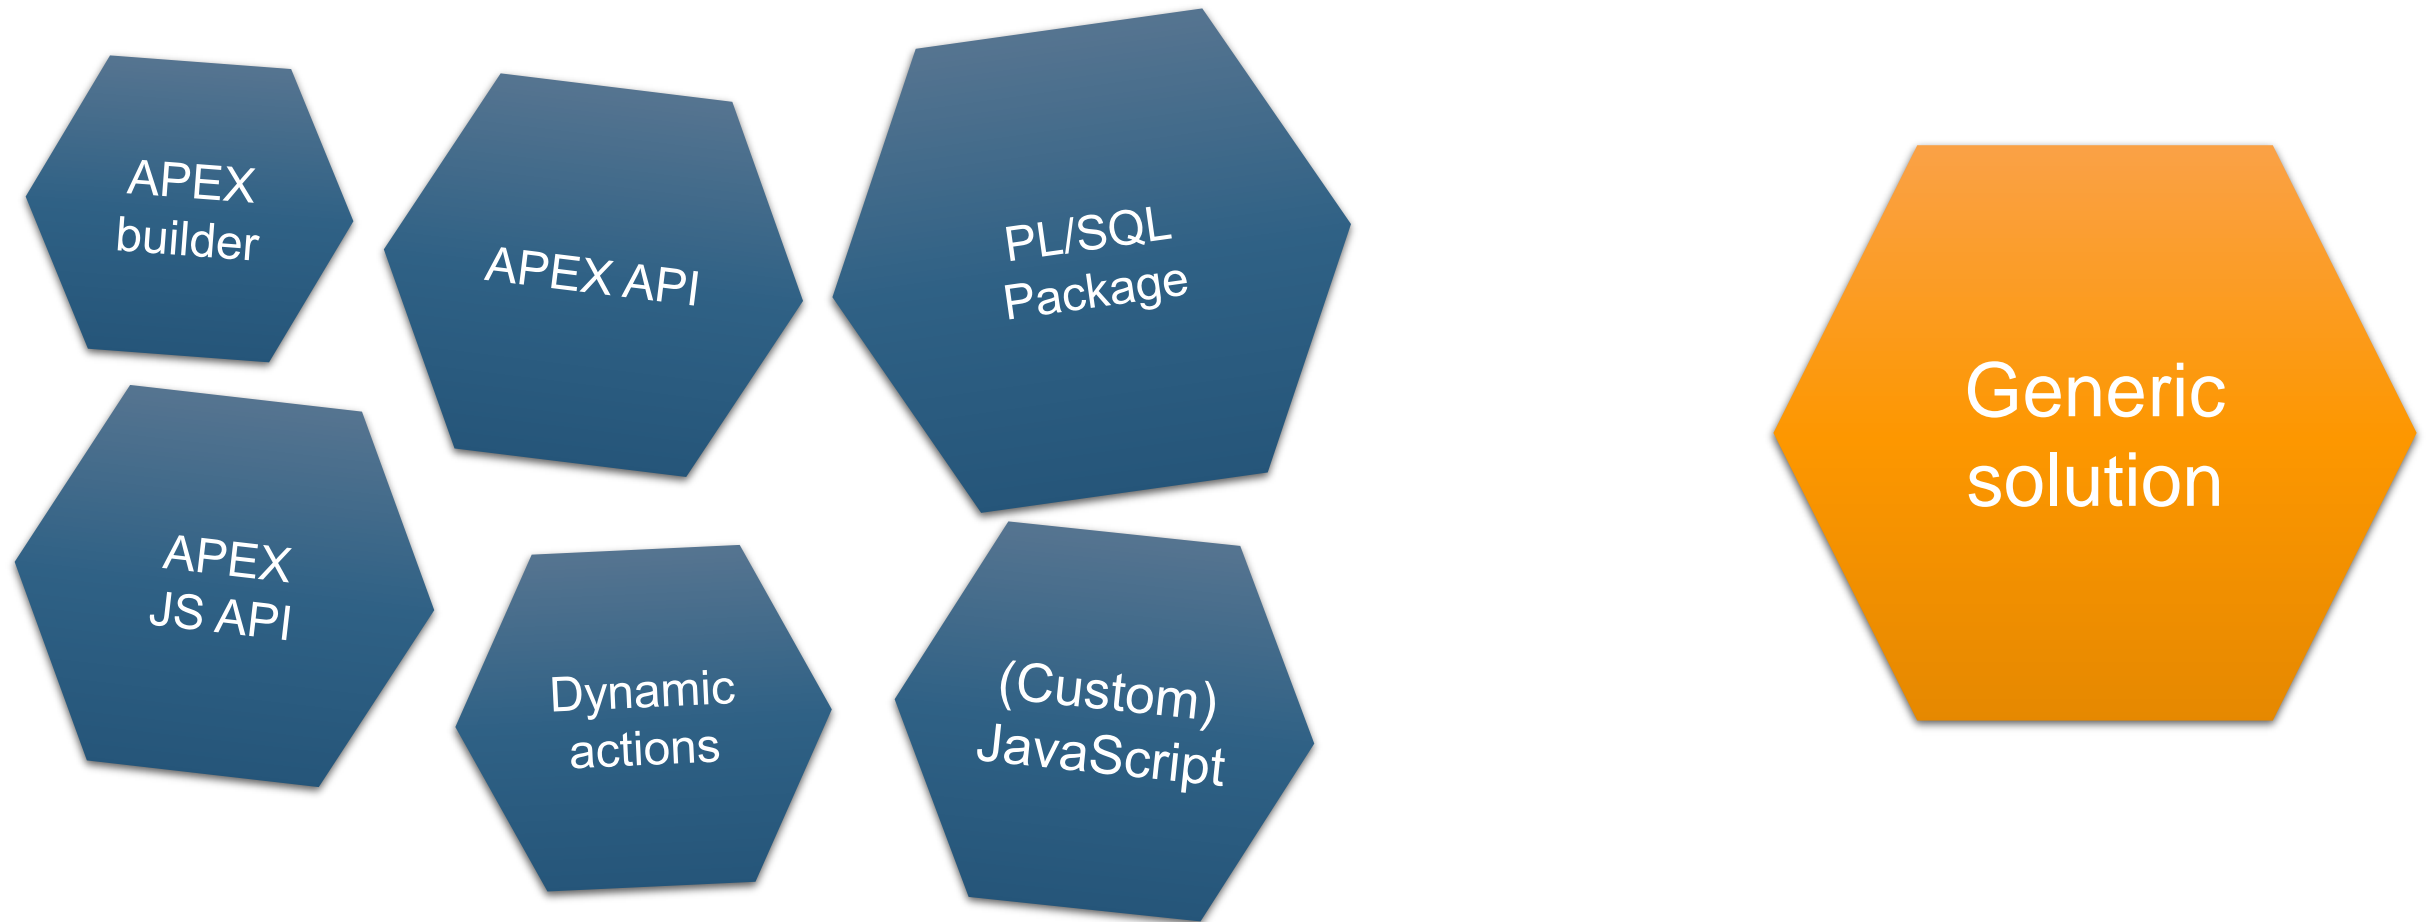 APEX
builder
APEX API
PL/SQL
Package
APEX
JS API
Dynamic
actions
(Custom)
JavaScript
Generic
solution